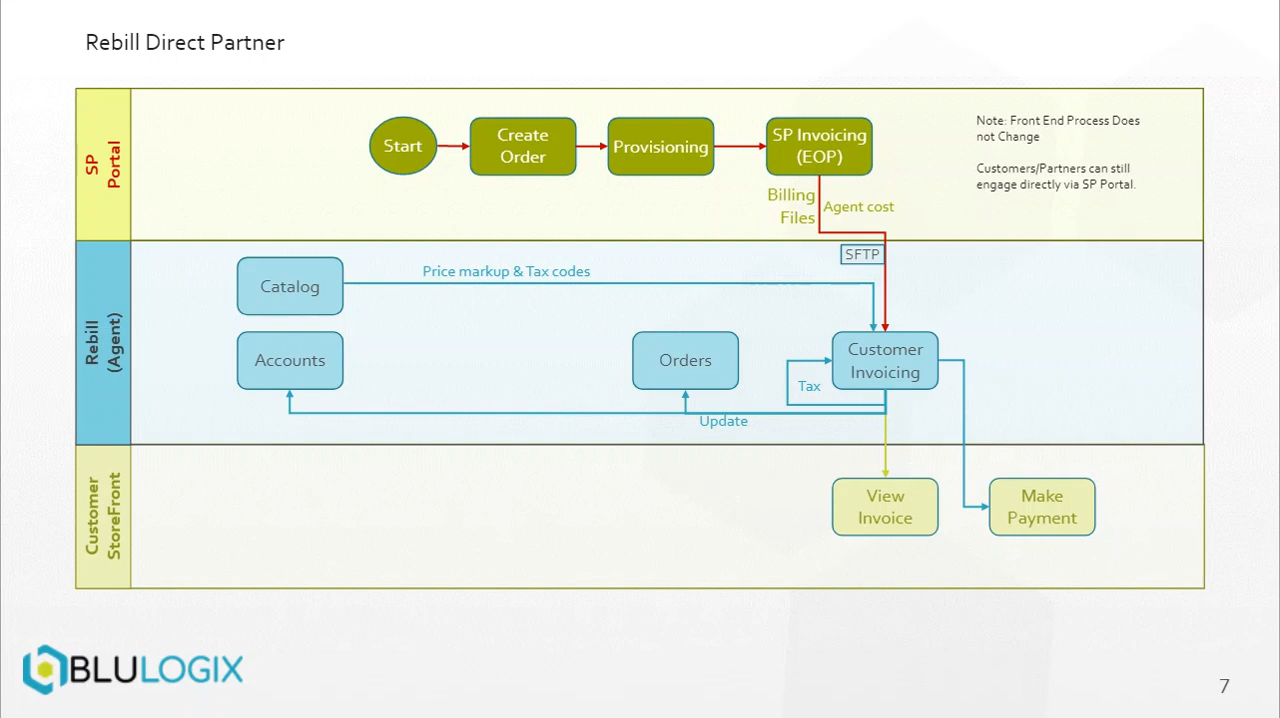 Rebill Direct Partner
SP
Portal
Start
Create
Order
Provisioning
SP Invoicing
(EOP)
Note: Front End Process Does
not Change
Customers/Partners can still
engage directly via SP Portal.
Billing
Files
Agent cost
SFTP
Rebill
(Agent)
Catalog
Price markup & Tax codes
Accounts
Orders
Customer
Invoicing
Tax
Update
Customer
StoreFront
View
Invoice
Make
Payment
BLULOGIX
7